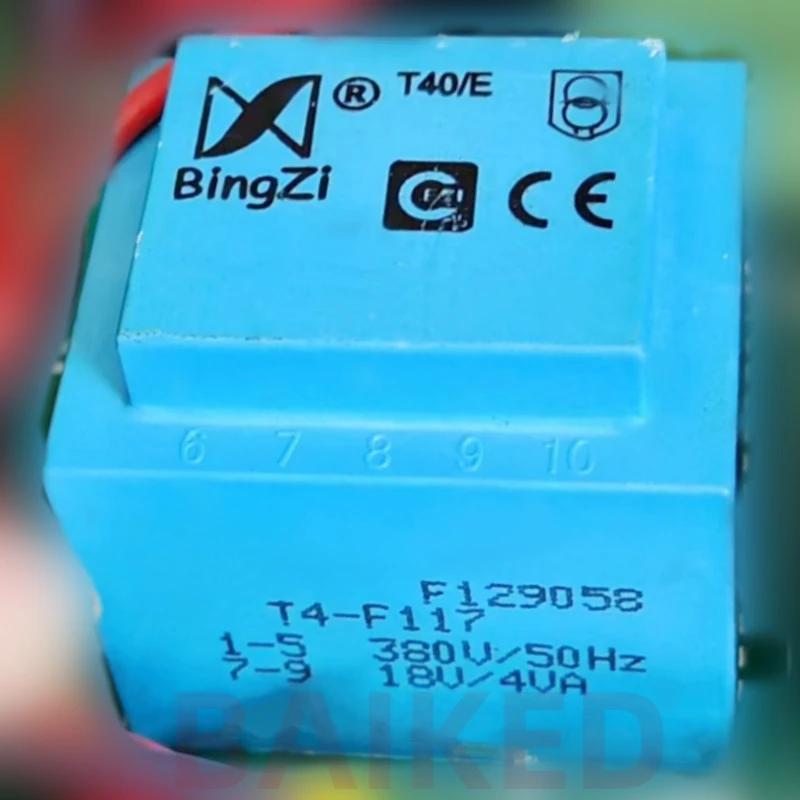 ® T40/E
BingZi
CE
6 7 8 9 10
F129058
T4-F117
1-5 380V/50Hz
7-9 18V/4VA
BAIKED